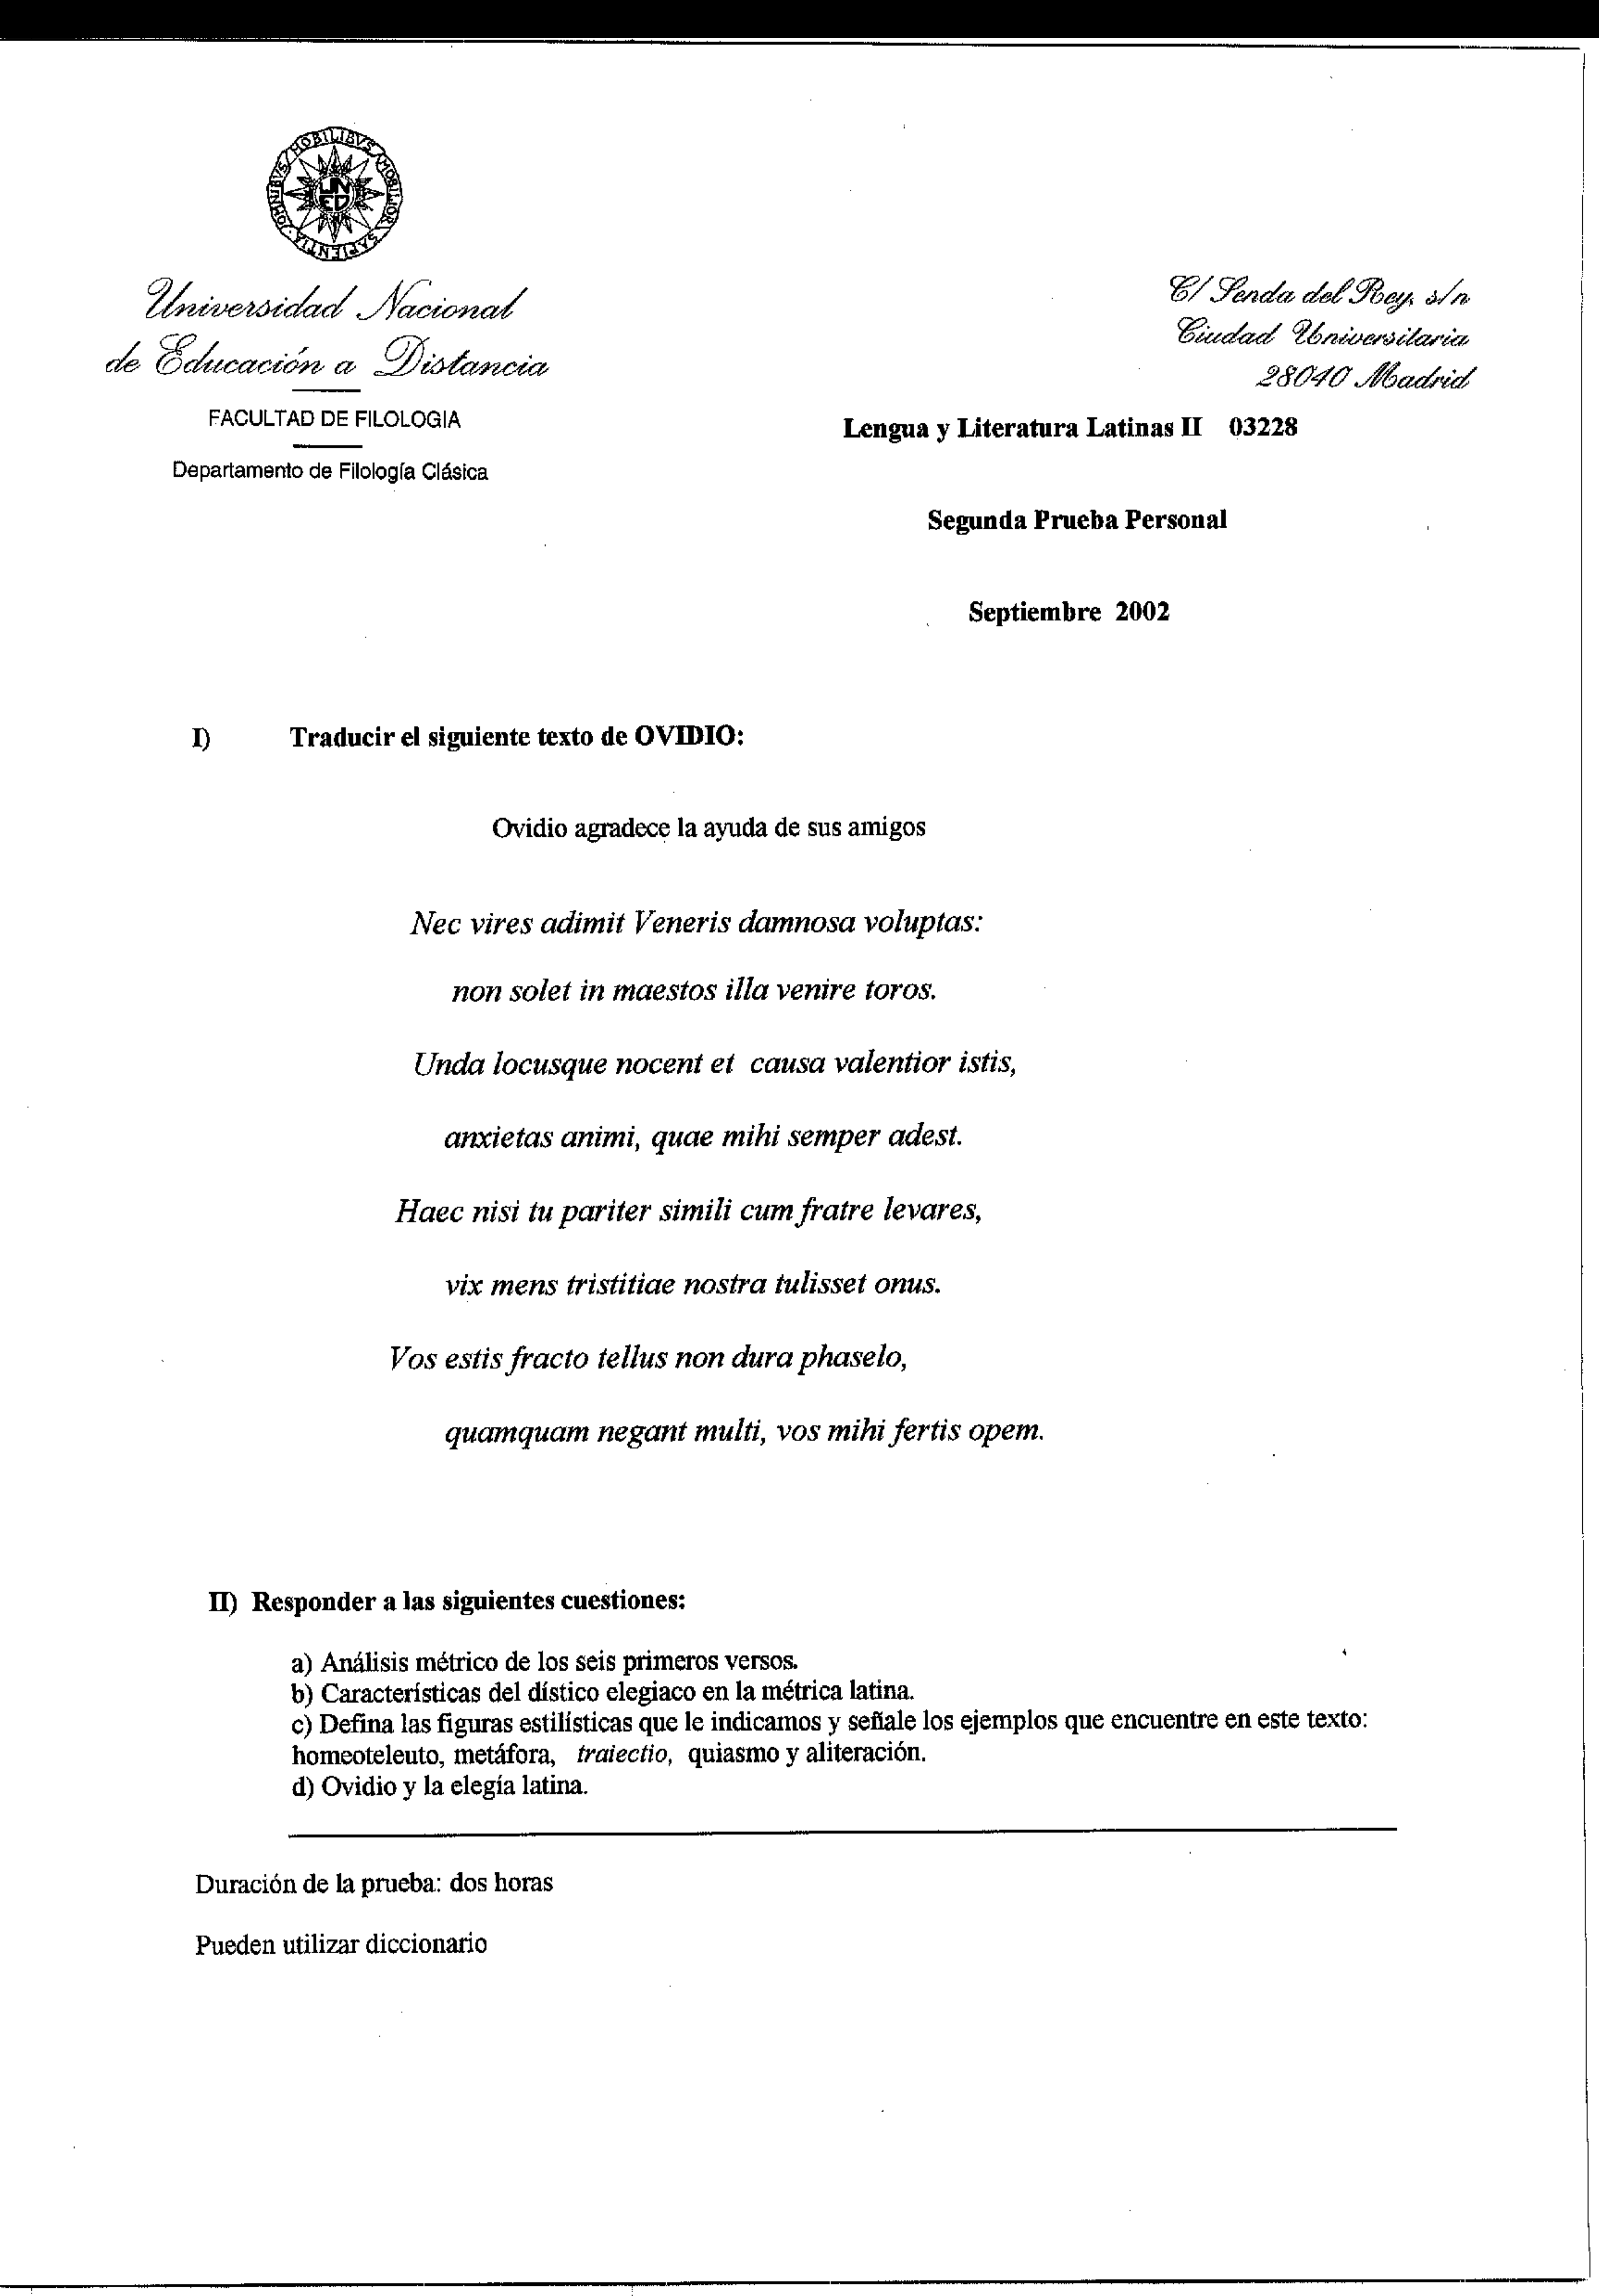 OMNIBVS MOBILIBVS MOBILIOR SAPIENTIA
UN
ED
Universidad Nacional
de Educación a Distancia
FACULTAD DE FILOLOGIA
Departamento de Filología Clásica
C/ Senda del Rey, s/n
Ciudad Universitaria
28040 Madrid
Lengua y Literatura Latinas II 03228
Segunda Prueba Personal
Septiembre 2002
I) Traducir el siguiente texto de OVIDIO:
Ovidio agradece la ayuda de sus amigos
Nec vires adimit Veneris damnosa voluptas:
non solet in maestos illa venire toros.
Unda locusque nocent et causa valentior istis,
anxietas animi, quae mihi semper adest.
Haec nisi tu pariter simili cum fratre levares,
vix mens tristitiae nostra tulisset onus.
Vos estis fracto tellus non dura phaselo,
quamquam negant multi, vos mihi fertis opem.
II) Responder a las siguientes cuestiones:
a) Análisis métrico de los seis primeros versos.
b) Características del dístico elegiaco en la métrica latina.
c) Defina las figuras estilísticas que le indicamos y señale los ejemplos que encuentre en este texto:
homeoteleuto, metáfora, traiectio, quiasmo y aliteración.
d) Ovidio y la elegía latina.
Duración de la prueba: dos horas
Pueden utilizar diccionario